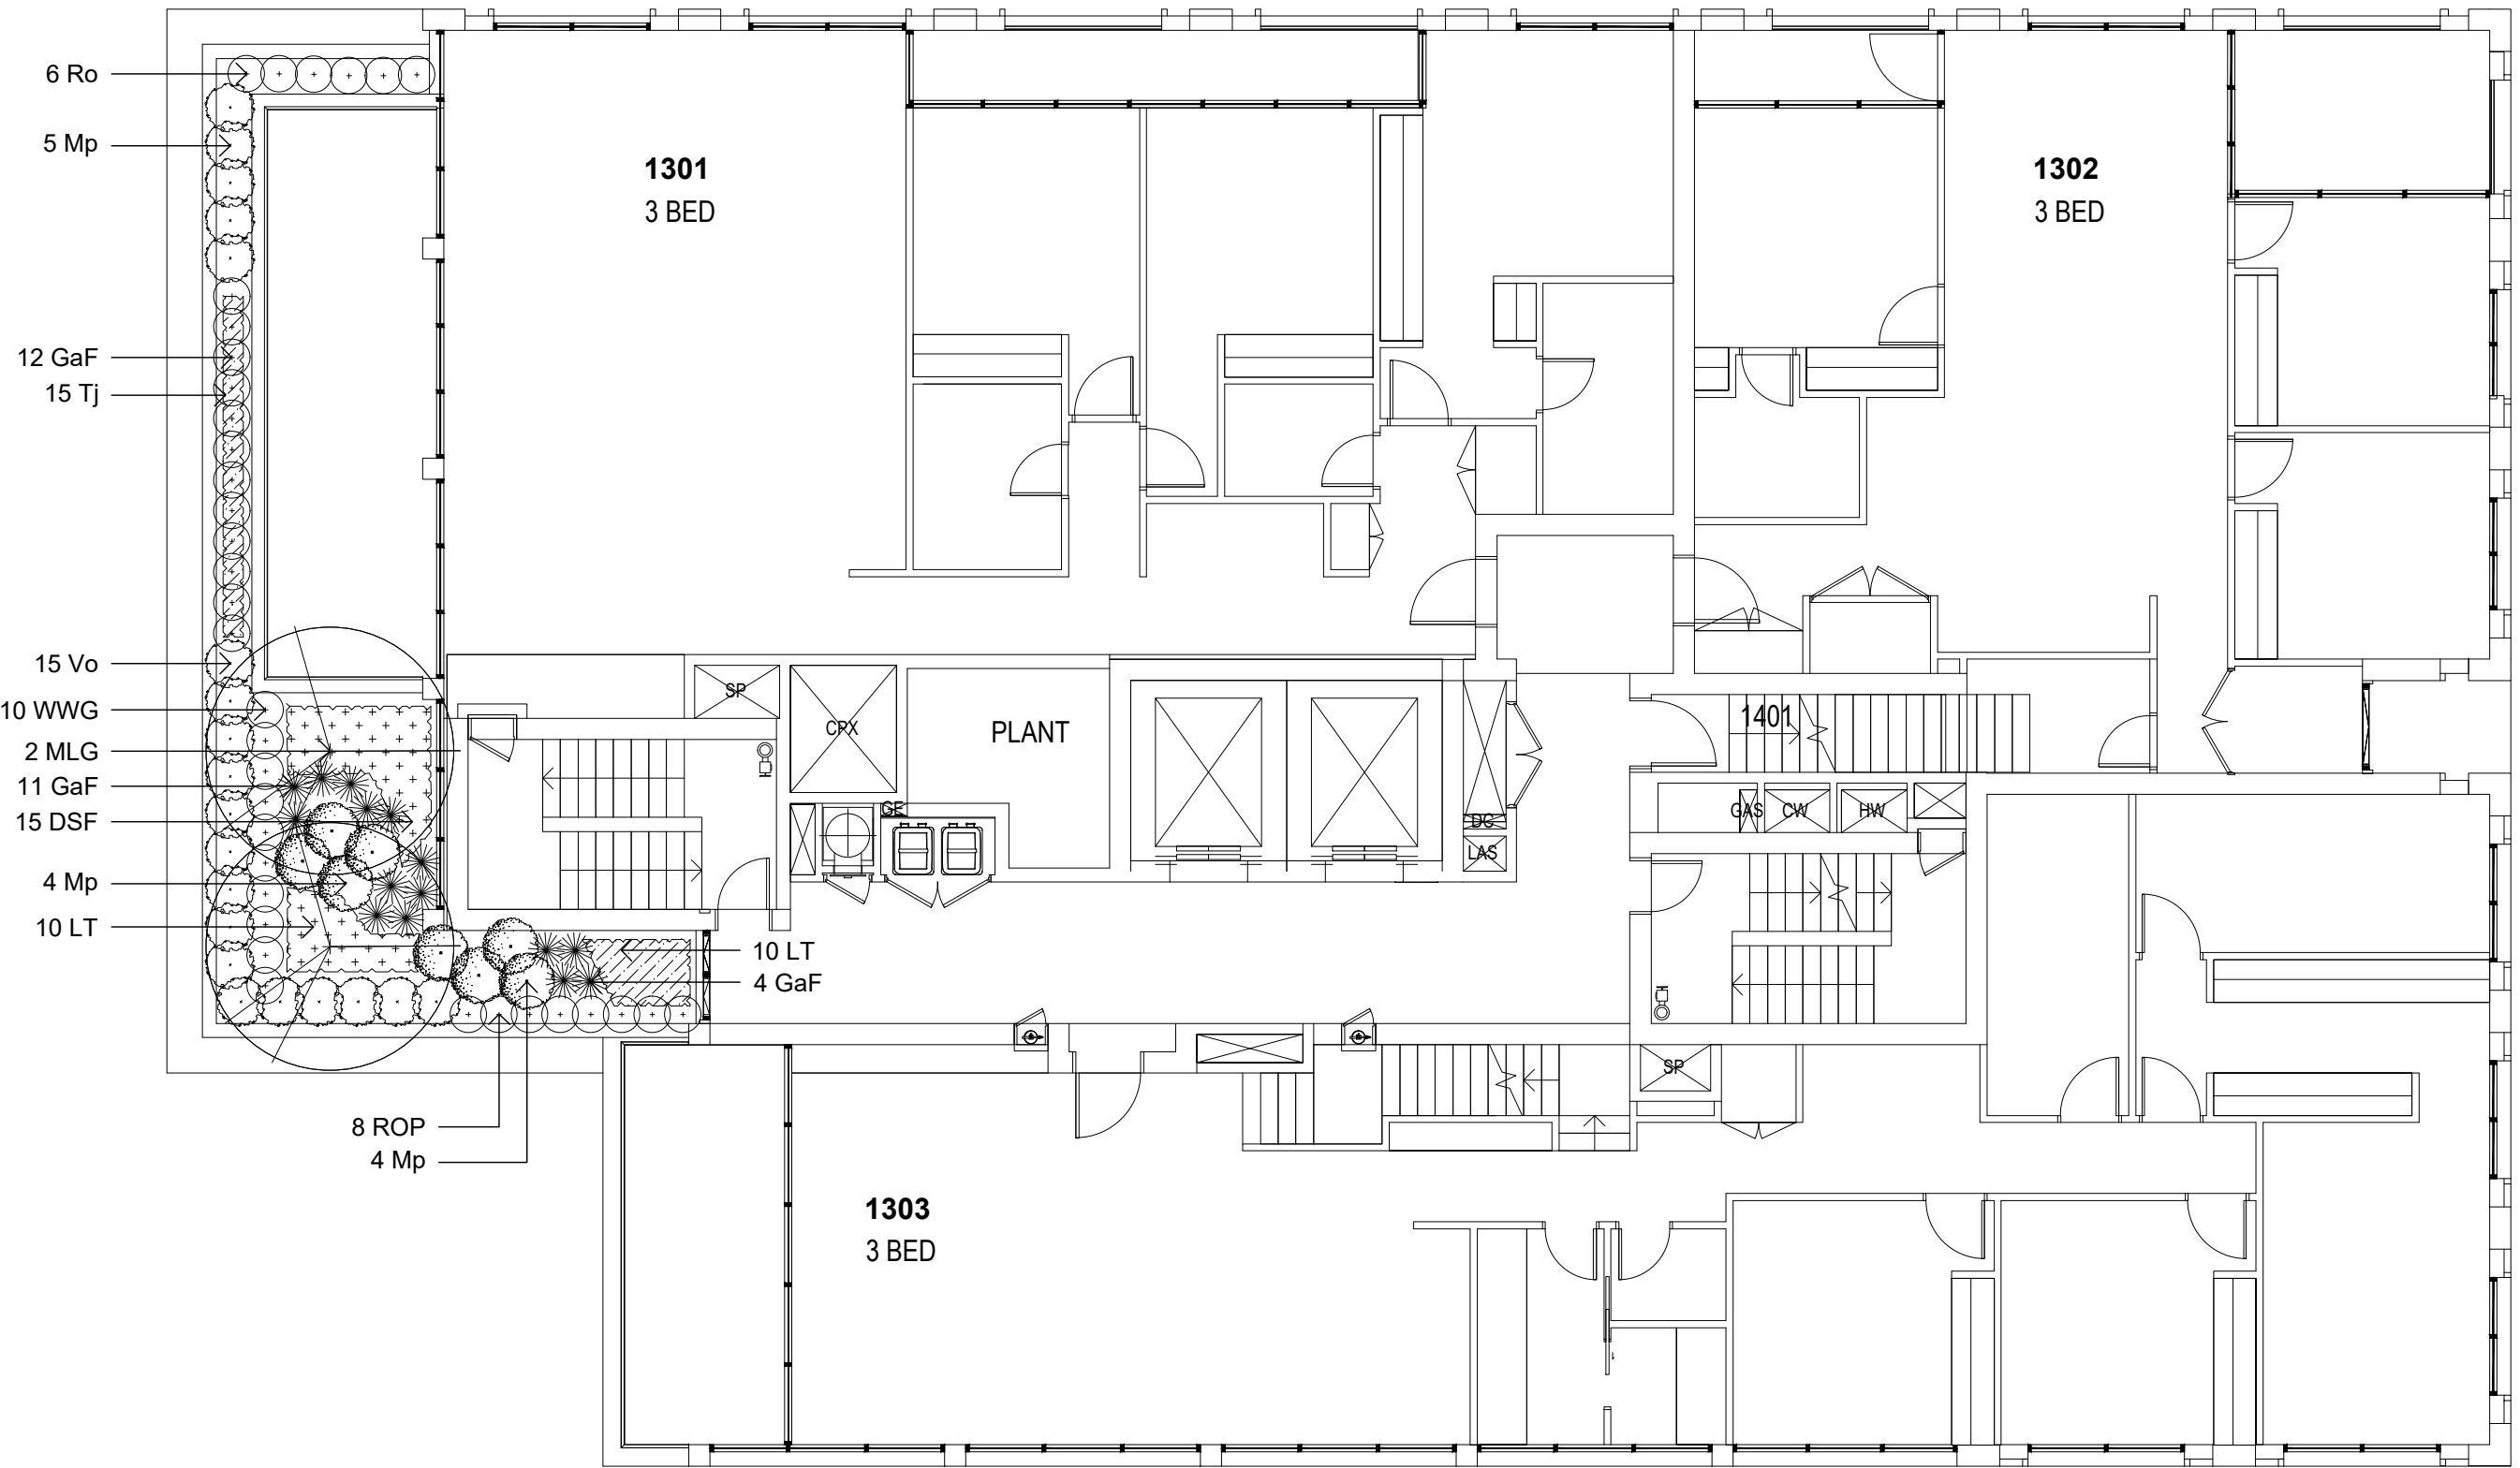 6 Ro
5 Mp
1301
3 BED
1302
3 BED
12 GaF
15 Tj
15 Vo
10 WWG
2 MLG
11 GaF
15 DSF
4 Mp
10 LT
SP
CPX
PLANT
GE
1401
GAS
CW
HW
DC
LAS
10 LT
4 GaF
SP
8 ROP
4 Mp
1303
3 BED